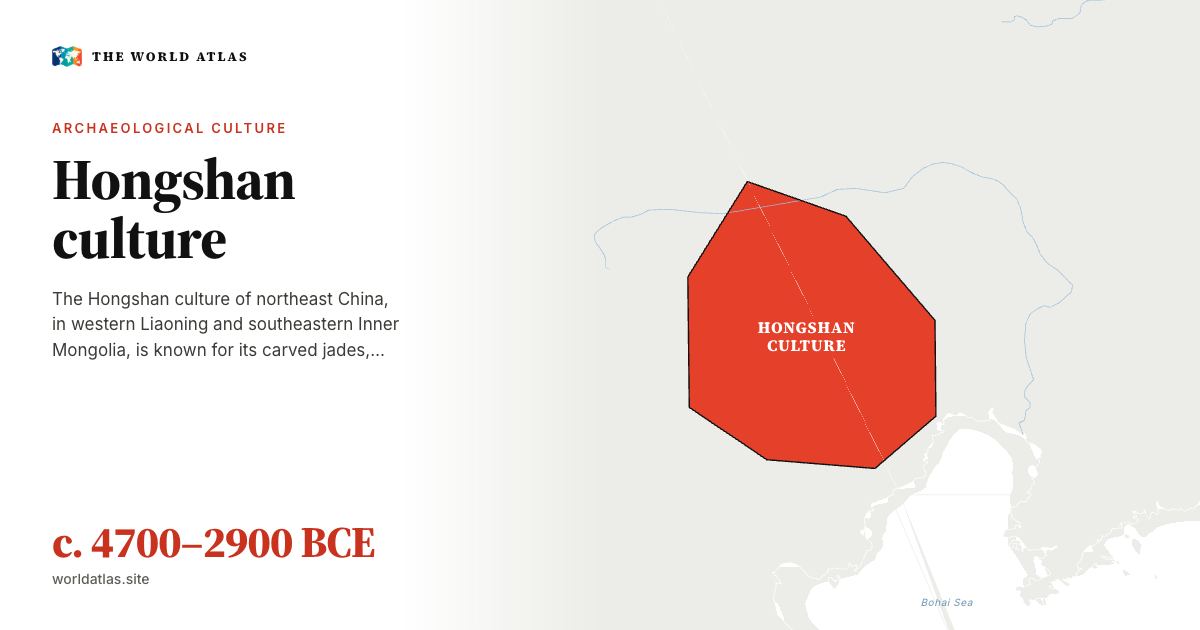 THE WORLD ATLAS
ARCHAEOLOGICAL CULTURE
Hongshan
culture
The Hongshan culture of northeast China,
in western Liaoning and southeastern Inner
Mongolia, is known for its carved jades,...
c. 4700–2900 BCE
worldatlas.site
HONGSHAN
CULTURE
Bohai Sea